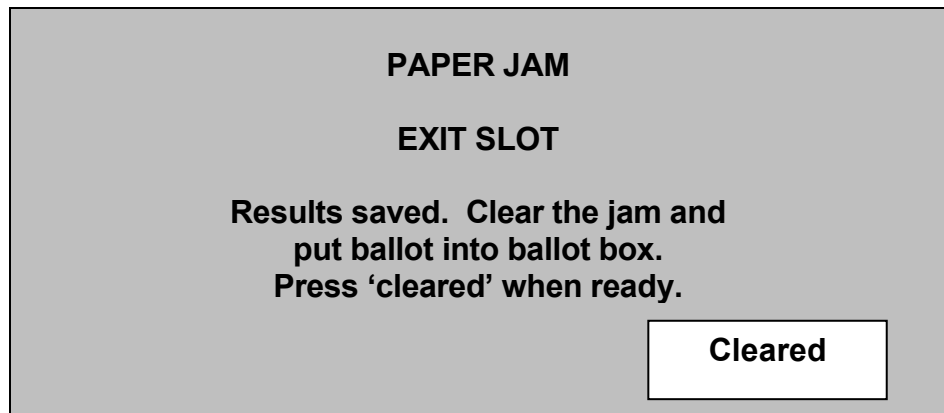 PAPER JAM
EXIT SLOT
Results saved.  Clear the jam and
put ballot into ballot box.
Press ‘cleared’ when ready.
Cleared